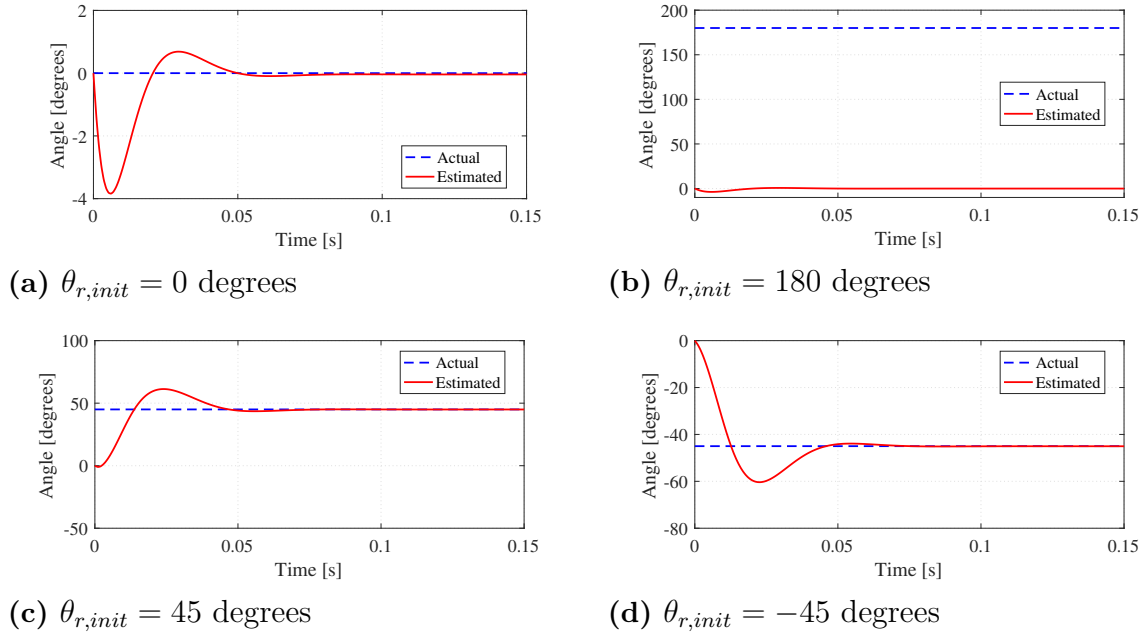 2
0
-2
-4
Angle [degrees]
0
0.05
0.1
0.15
Time [s]
Actual
Estimated
(a) θ_{r,init} = 0 degrees
200
150
100
50
0
Angle [degrees]
0
0.05
0.1
0.15
Time [s]
Actual
Estimated
(b) θ_{r,init} = 180 degrees
100
50
0
-50
Angle [degrees]
0
0.05
0.1
0.15
Time [s]
Actual
Estimated
(c) θ_{r,init} = 45 degrees
0
-20
-40
-60
-80
Angle [degrees]
0
0.05
0.1
0.15
Time [s]
Actual
Estimated
(d) θ_{r,init} = −45 degrees